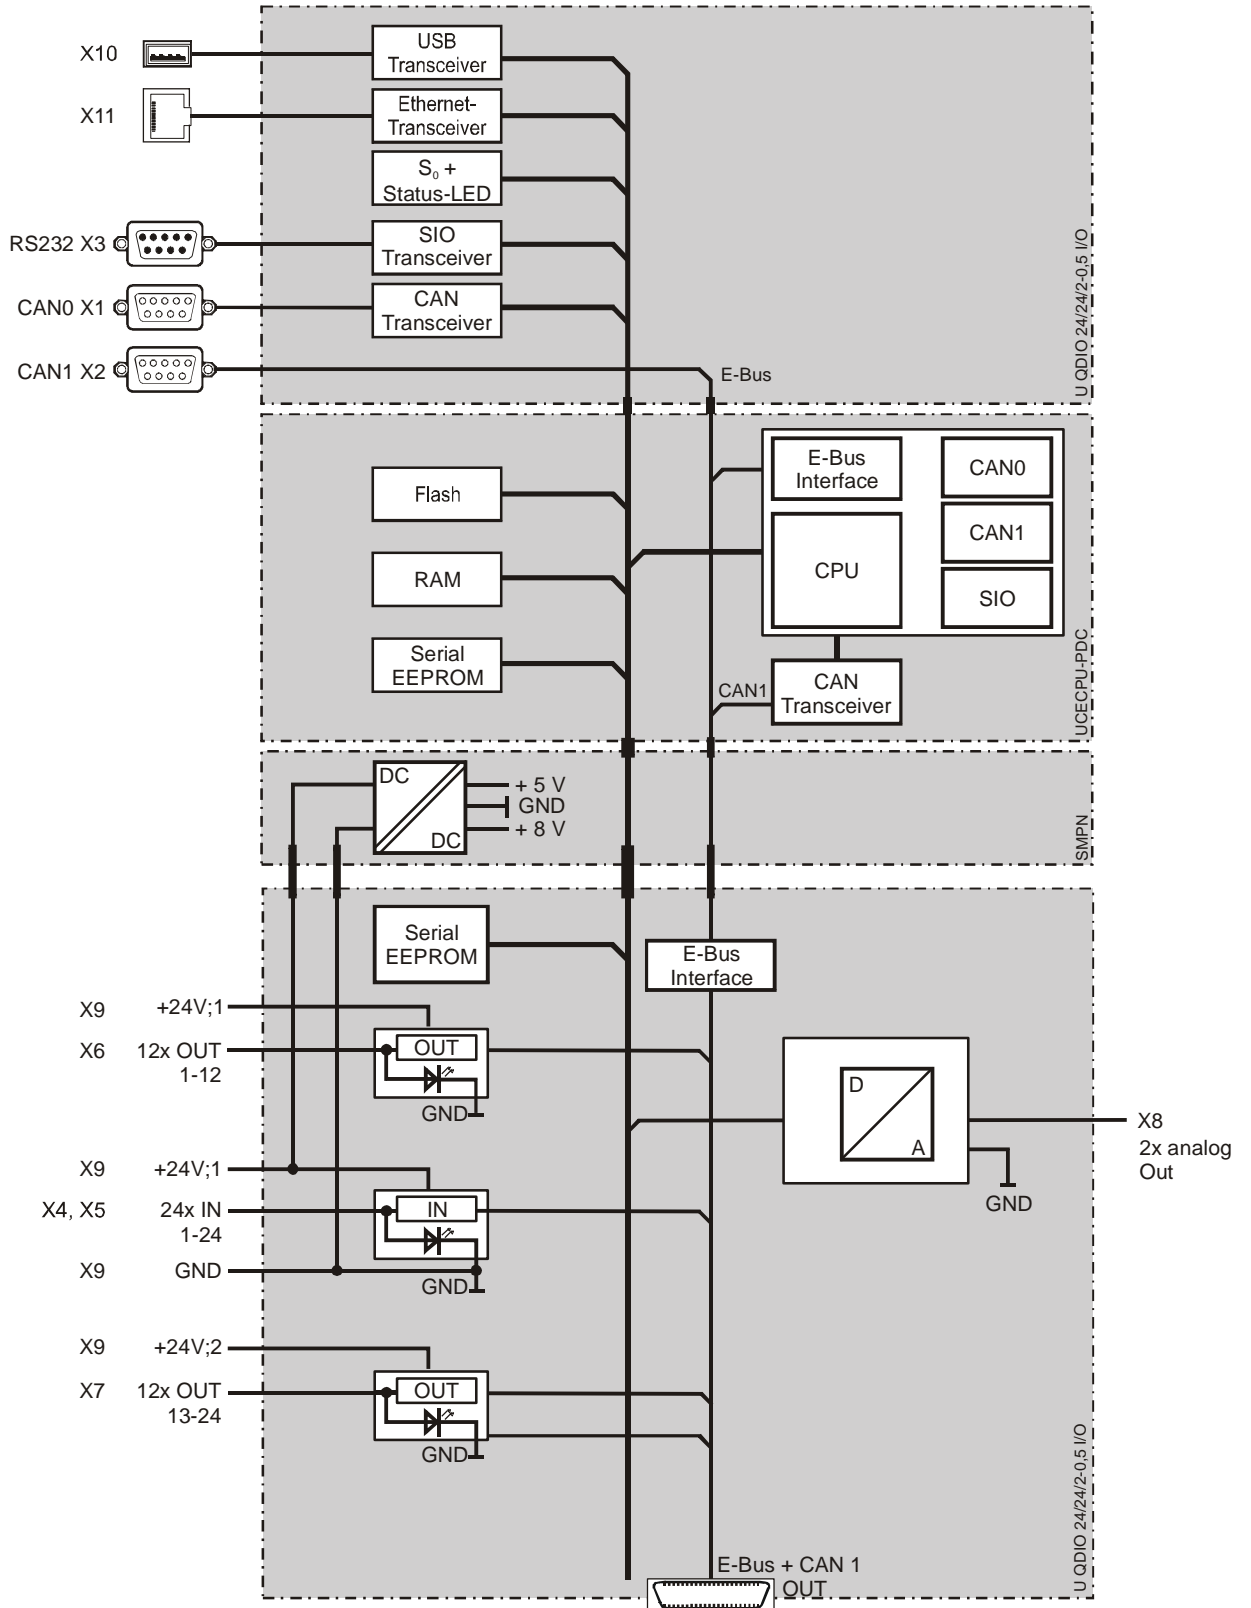 X10
USB
Transceiver
X11
Ethernet-
Transceiver
S₀ +
Status-LED
RS232 X3
SIO
Transceiver
CAN0 X1
CAN
Transceiver
CAN1 X2
E-Bus
U QDIO 24/24/2-0,5 I/O
Flash
RAM
Serial
EEPROM
E-Bus
Interface
CPU
CAN0
CAN1
SIO
CAN1
CAN
Transceiver
UCECPU-PDC
DC
DC
+ 5 V
GND
+ 8 V
SMPN
Serial
EEPROM
E-Bus
Interface
X9 +24V;1
X6 12x OUT
1-12
OUT
GND
D
A
X8
2x analog
Out
GND
X9 +24V;1
X4, X5 24x IN
1-24
IN
X9 GND
GND
X9 +24V;2
X7 12x OUT
13-24
OUT
GND
E-Bus + CAN 1
OUT
U QDIO 24/24/2-0,5 I/O